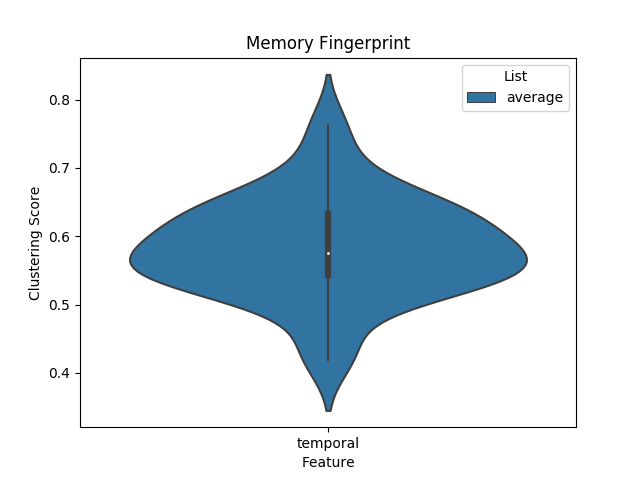 Memory Fingerprint
List
average
0.8
0.7
0.6
0.5
0.4
Clustering Score
temporal
Feature